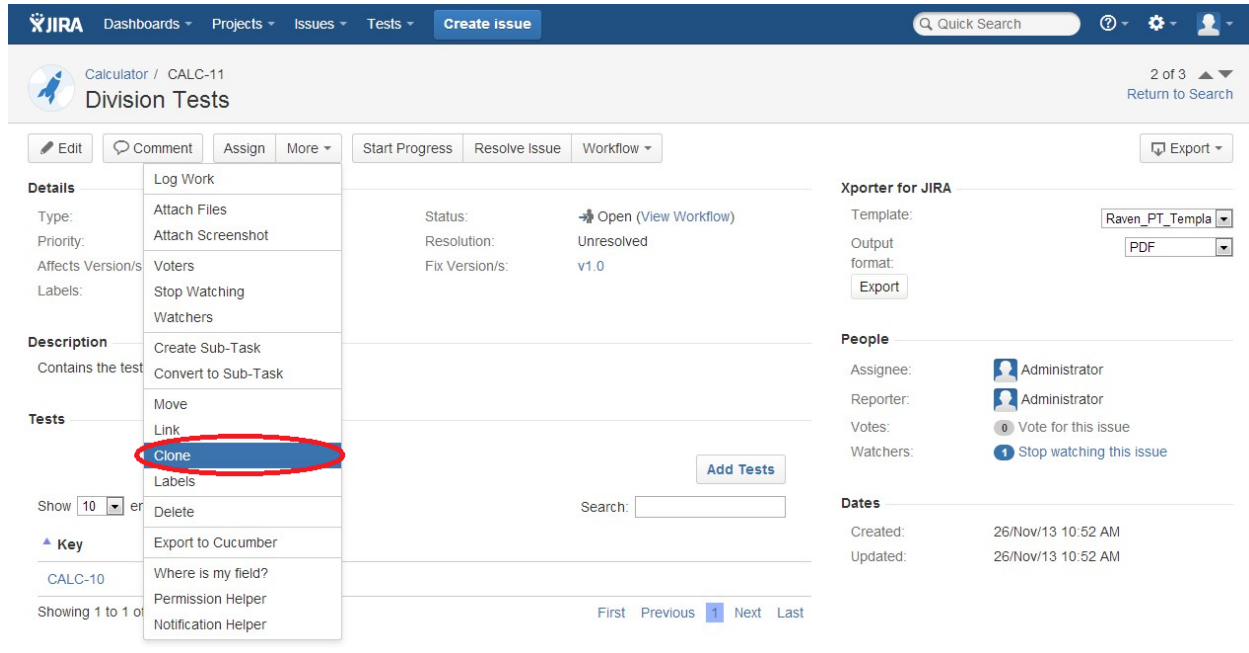 JIRA Dashboards Projects Issues Tests Create issue Quick Search
Calculator / CALC-11
Division Tests
2 of 3
Return to Search
Edit Comment Assign More Start Progress Resolve Issue Workflow Export
Details
Type:
Priority:
Affects Version/s
Labels:
Log Work
Attach Files
Attach Screenshot
Voters
Stop Watching
Watchers
Create Sub-Task
Convert to Sub-Task
Move
Link
Clone
Labels
Delete
Export to Cucumber
Where is my field?
Permission Helper
Notification Helper
Status: Open (View Workflow)
Resolution: Unresolved
Fix Version/s: v1.0
Description
Contains the test
Tests
Add Tests
Show 10 en
Search:
Key
CALC-10
Showing 1 to 1 of
First Previous 1 Next Last
Xporter for JIRA
Template: Raven_PT_Templa
Output
format:
PDF
Export
People
Assignee: Administrator
Reporter: Administrator
Votes: 0 Vote for this issue
Watchers: 1 Stop watching this issue
Dates
Created: 26/Nov/13 10:52 AM
Updated: 26/Nov/13 10:52 AM